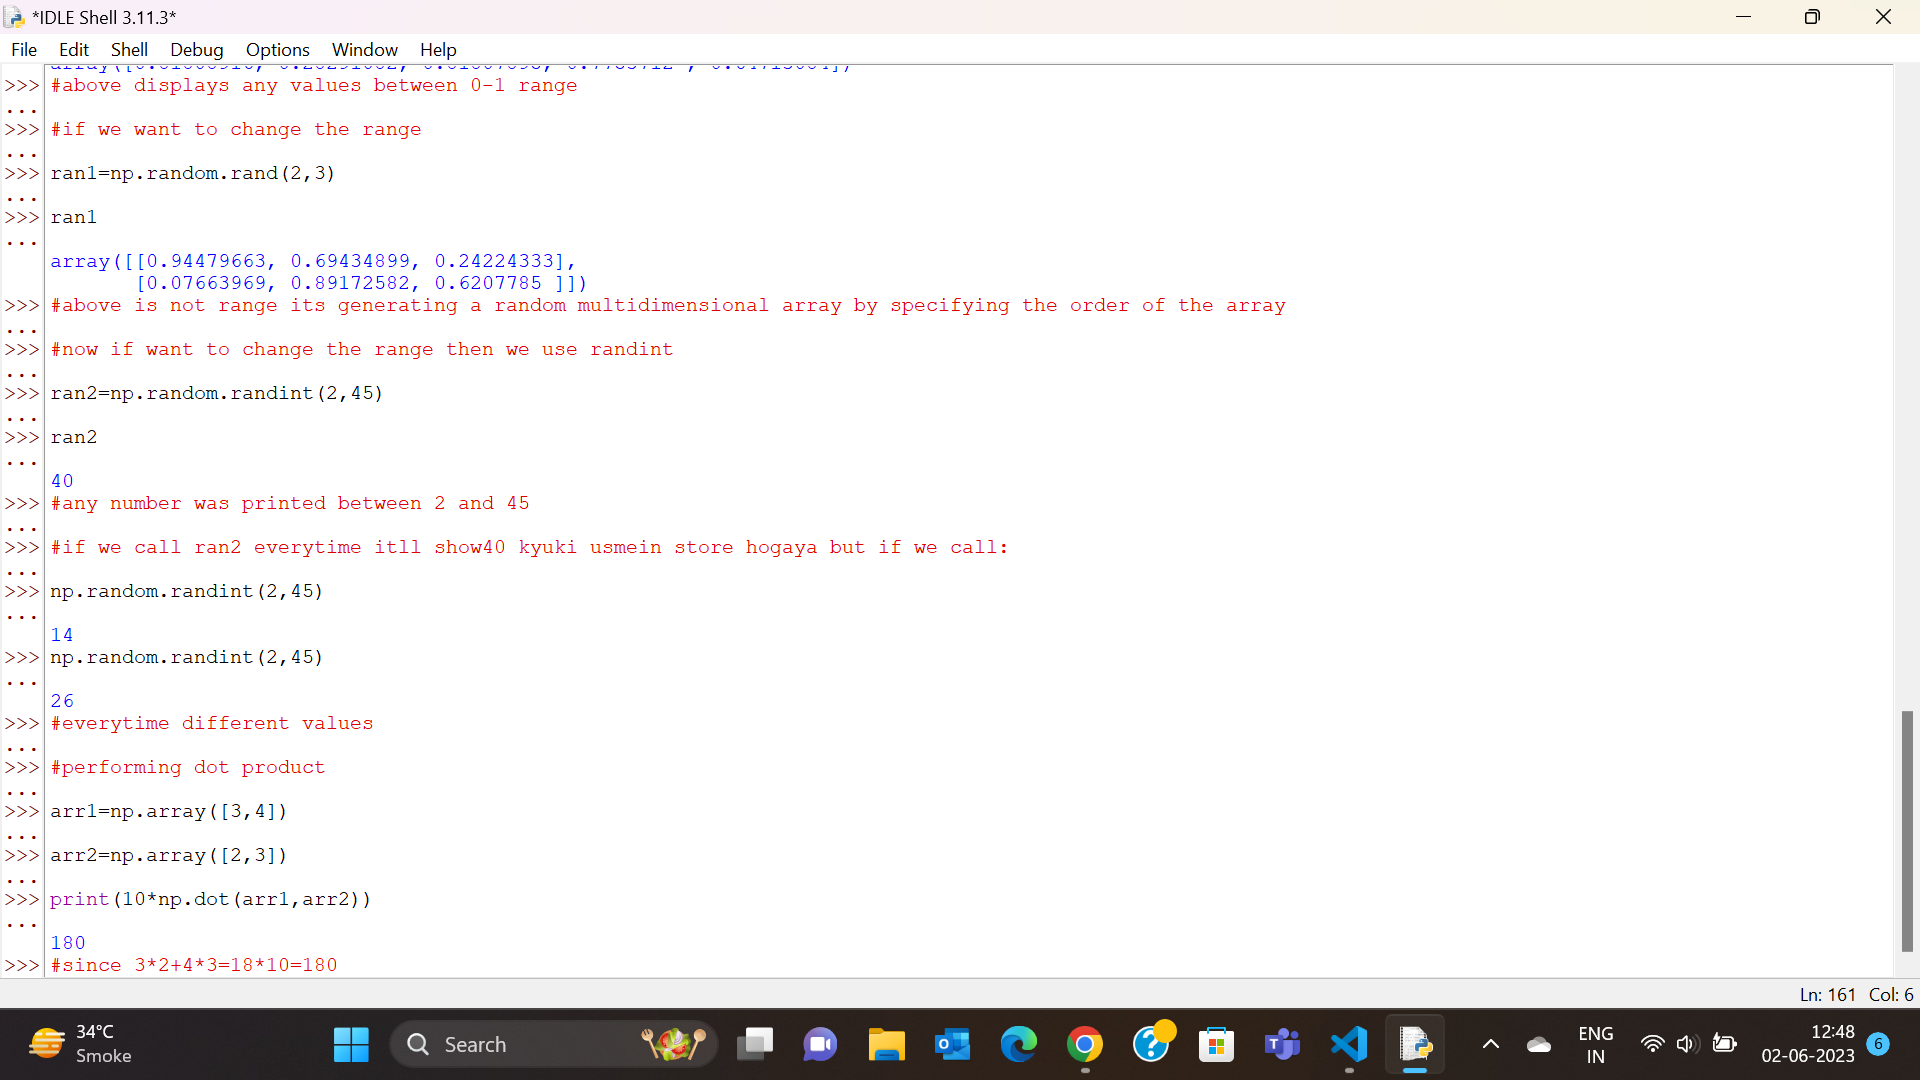 *IDLE Shell 3.11.3*
File Edit Shell Debug Options Window Help
>>> #above displays any values between 0-1 range
...
>>> #if we want to change the range
...
>>> ran1=np.random.rand(2,3)
...
>>> ran1
...
array([[0.94479663, 0.69434899, 0.24224333],
[0.07663969, 0.89172582, 0.6207785 ]])
>>> #above is not range its generating a random multidimensional array by specifying the order of the array
...
>>> #now if want to change the range then we use randint
...
>>> ran2=np.random.randint(2,45)
...
>>> ran2
...
40
>>> #any number was printed between 2 and 45
...
>>> #if we call ran2 everytime itll show40 kyuki usmein store hogaya but if we call:
...
>>> np.random.randint(2,45)
...
14
>>> np.random.randint(2,45)
...
26
>>> #everytime different values
...
>>> #performing dot product
...
>>> arr1=np.array([3,4])
...
>>> arr2=np.array([2,3])
...
>>> print(10*np.dot(arr1,arr2))
...
180
>>> #since 3*2+4*3=18*10=180
Ln: 161 Col: 6
34°C
Smoke
Search
ENG
IN
12:48
02-06-2023
6